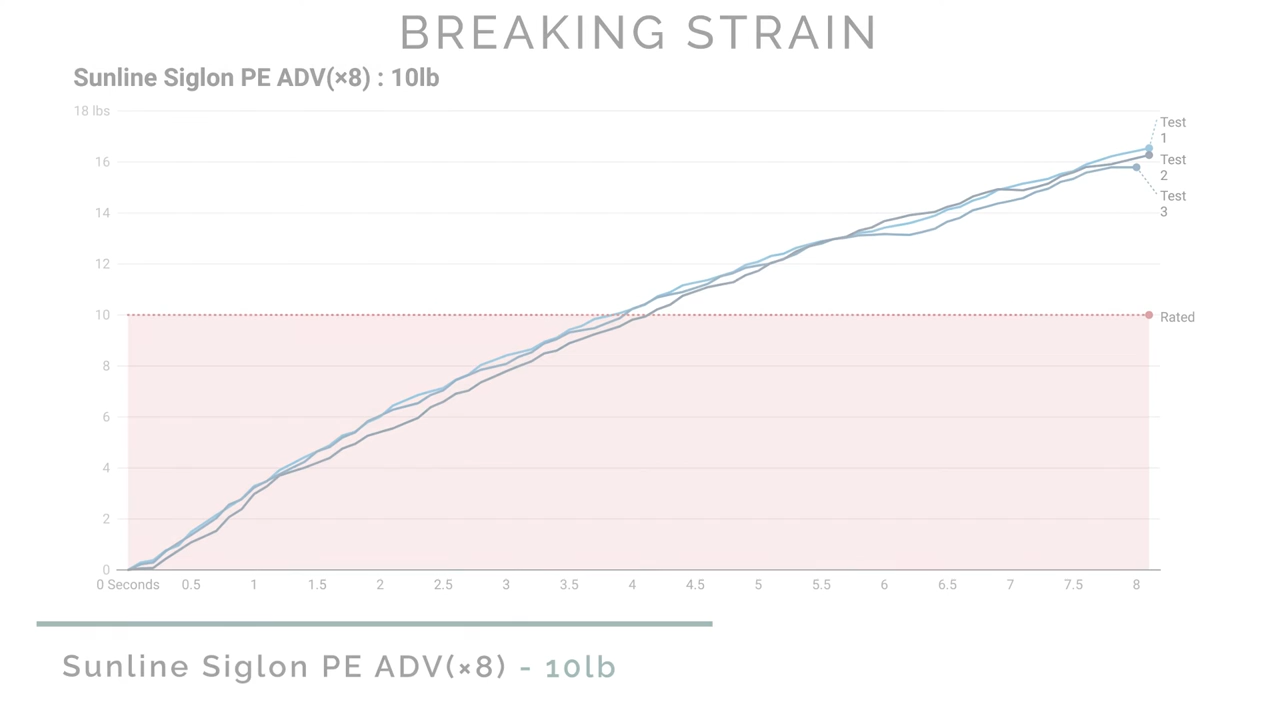 BREAKING STRAIN
Sunline Siglon PE ADV(×8) : 10lb
18 lbs
Test
1
16
Test
2
Test
3
14
12
10
Rated
8
6
4
2
0
0 Seconds 0.5 1 1.5 2 2.5 3 3.5 4 4.5 5 5.5 6 6.5 7 7.5 8
Sunline Siglon PE ADV(×8) - 10lb